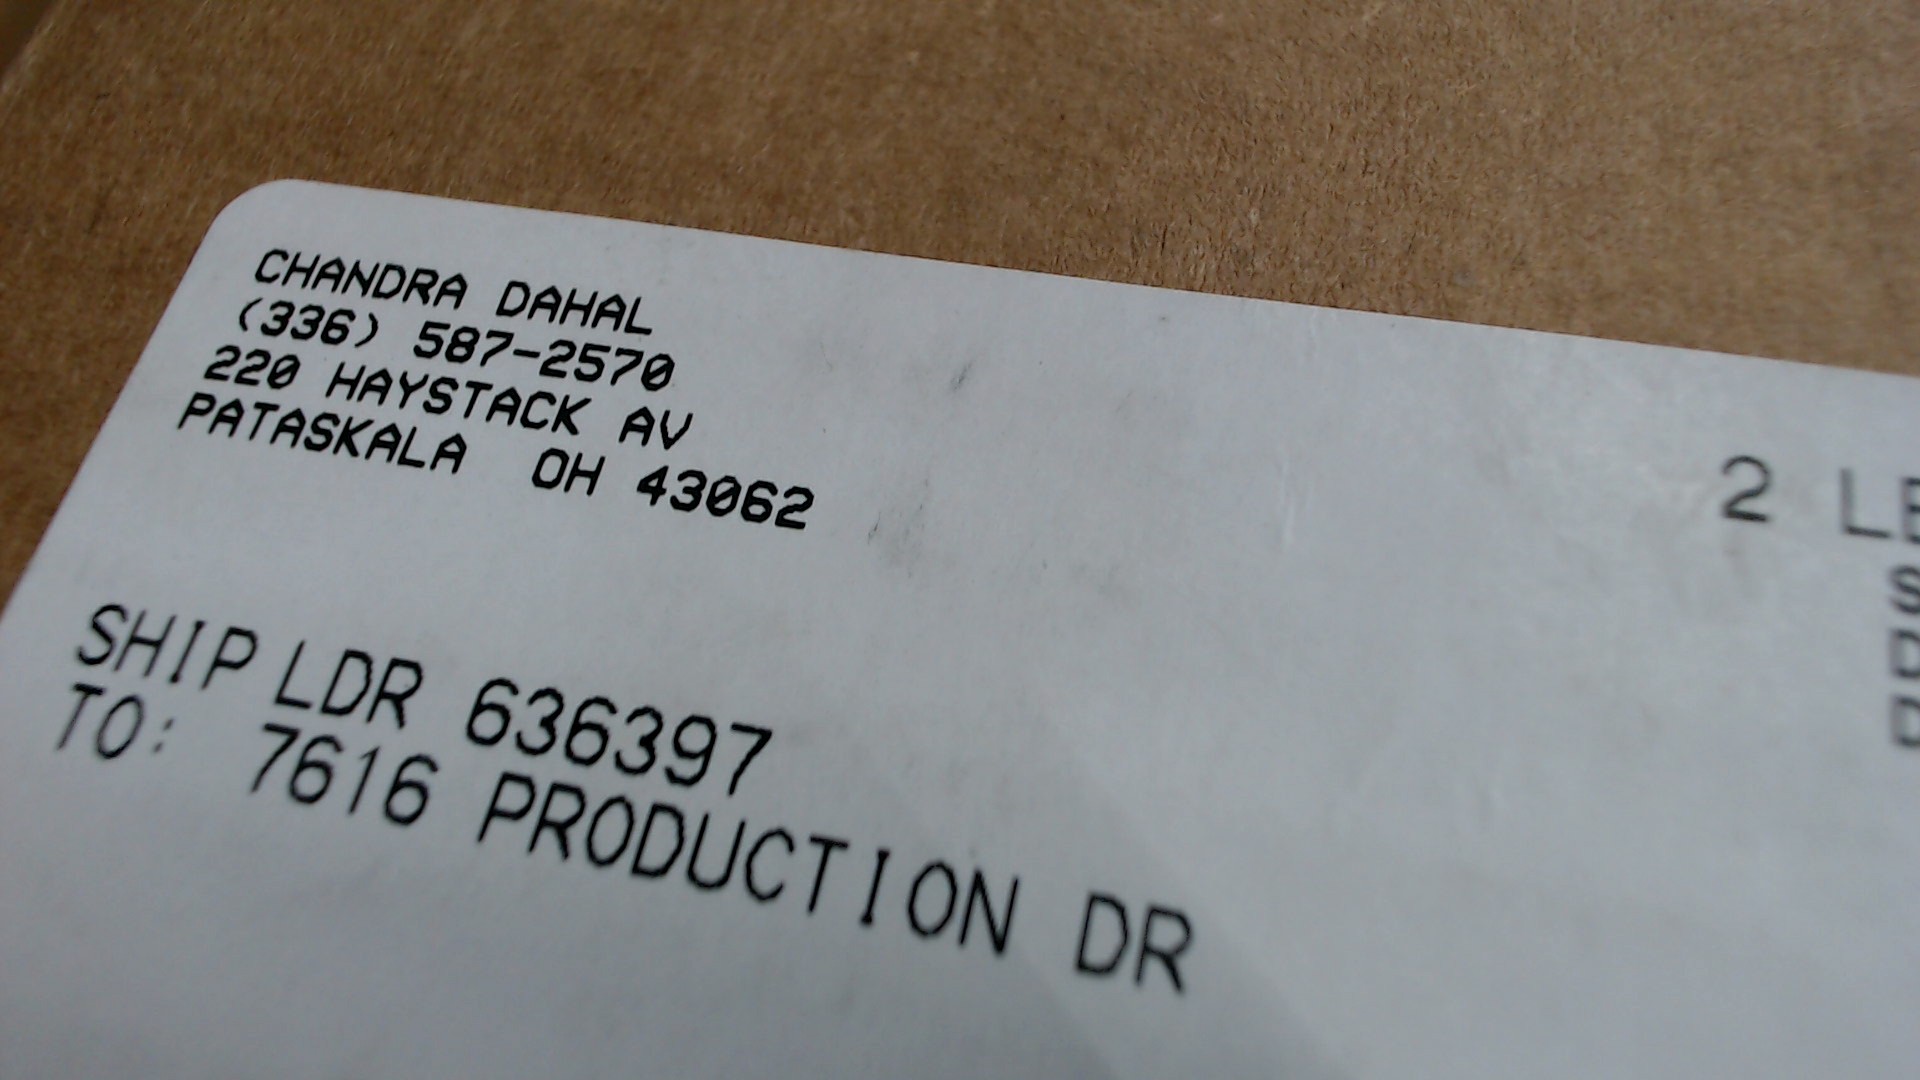 CHANDRA DAHAL
(336) 587-2570
220 HAYSTACK AV
PATASKALA OH 43062
2
SHIP LDR 636397
TO: 7616 PRODUCTION DR